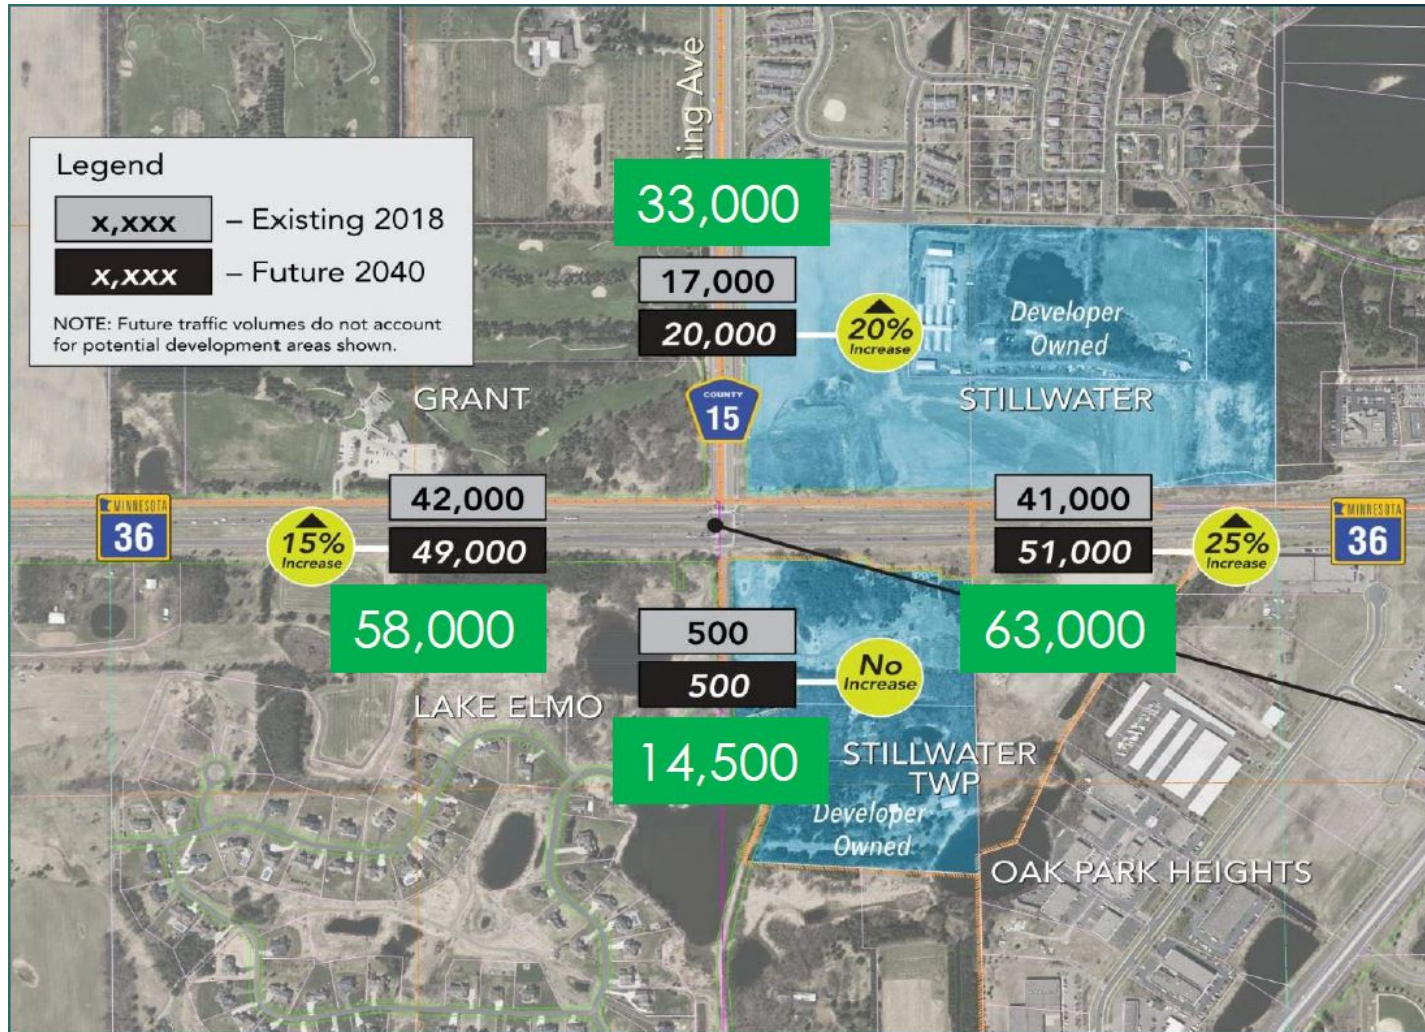 ning Ave
Legend
x,xxx – Existing 2018
x,xxx – Future 2040
NOTE: Future traffic volumes do not account
for potential development areas shown.
33,000
17,000
20,000
20%
Increase
Developer
Owned
GRANT
COUNTY
15
STILLWATER
MINNESOTA
36
15%
Increase
42,000
49,000
58,000
41,000
51,000
25%
Increase
63,000
MINNESOTA
36
500
500
No
Increase
14,500
LAKE ELMO
STILLWATER
TWP
Developer
Owned
OAK PARK HEIGHTS